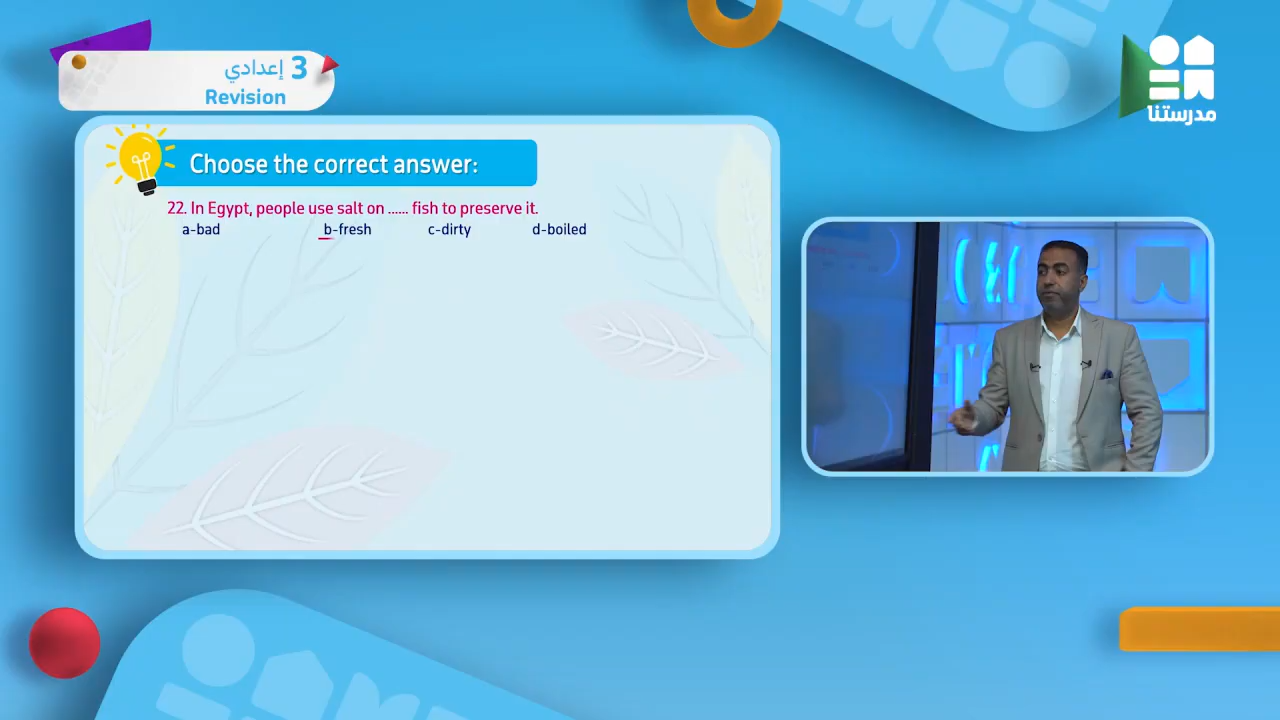 3 إعدادي
Revision
مدرستنا
Choose the correct answer:
22. In Egypt, people use salt on ...... fish to preserve it.
a-bad b-fresh c-dirty d-boiled